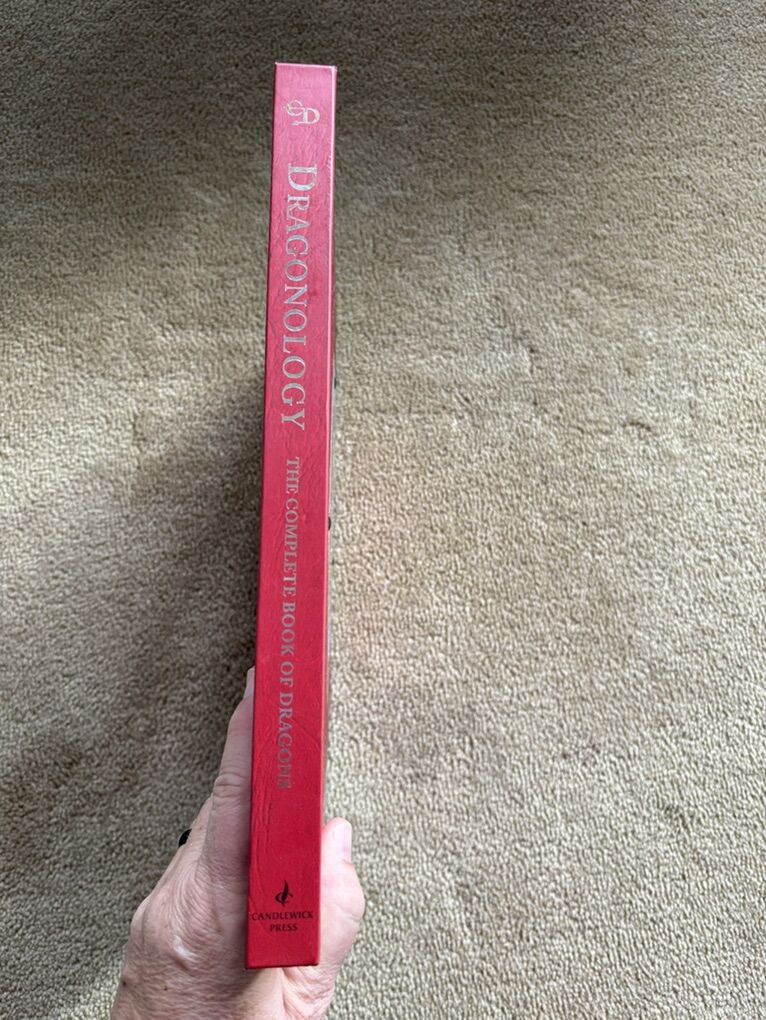 DRAGONOLOGY
THE COMPLETE BOOK OF DRAGONS
CANDLEWICK
PRESS